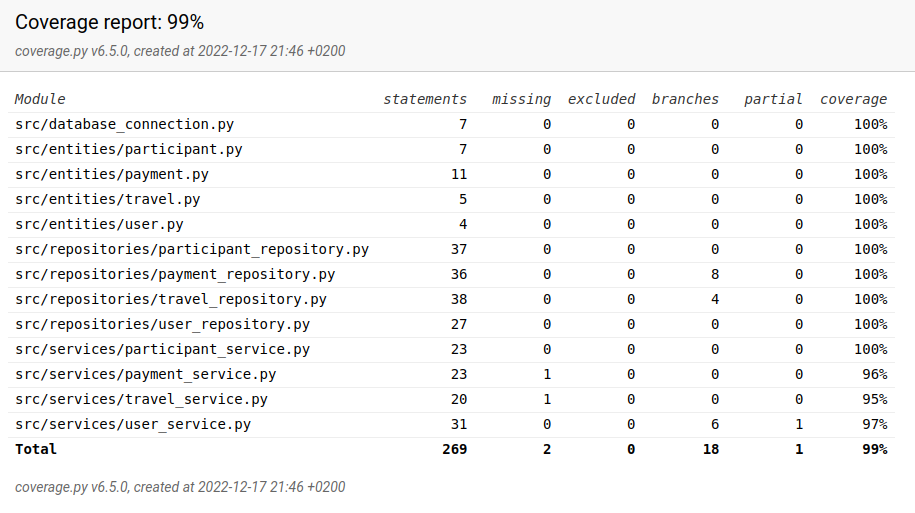 Coverage report: 99%
coverage.py v6.5.0, created at 2022-12-17 21:46 +0200
Module statements missing excluded branches partial coverage
src/database_connection.py 7 0 0 0 0 100%
src/entities/participant.py 7 0 0 0 0 100%
src/entities/payment.py 11 0 0 0 0 100%
src/entities/travel.py 5 0 0 0 0 100%
src/entities/user.py 4 0 0 0 0 100%
src/repositories/participant_repository.py 37 0 0 0 0 100%
src/repositories/payment_repository.py 36 0 0 8 0 100%
src/repositories/travel_repository.py 38 0 0 4 0 100%
src/repositories/user_repository.py 27 0 0 0 0 100%
src/services/participant_service.py 23 0 0 0 0 100%
src/services/payment_service.py 23 1 0 0 0 96%
src/services/travel_service.py 20 1 0 0 0 95%
src/services/user_service.py 31 0 0 6 1 97%
Total 269 2 0 18 1 99%
coverage.py v6.5.0, created at 2022-12-17 21:46 +0200